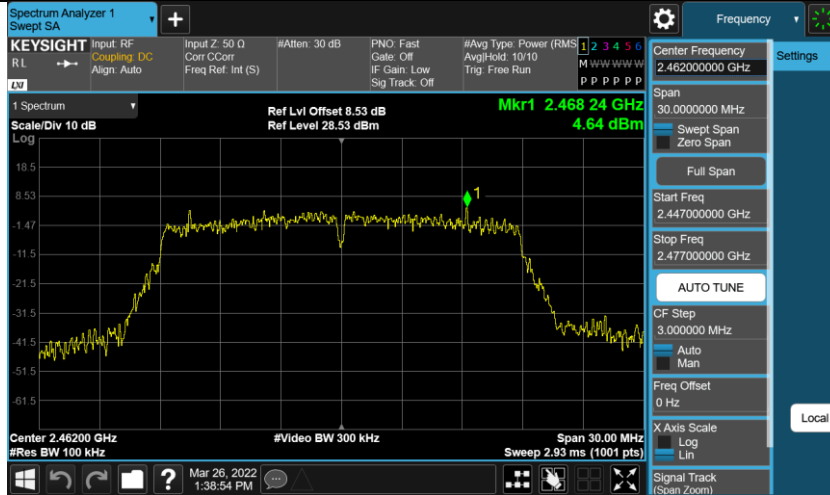 Spectrum Analyzer 1
Swept SA
+
Frequency
KEYSIGHT
R L
LXI
Input: RF
Coupling: DC
Align: Auto
Input Z: 50 Ω
Corr CCorr
Freq Ref: Int (S)
#Atten: 30 dB
PNO: Fast
Gate: Off
IF Gain: Low
Sig Track: Off
#Avg Type: Power (RMS
Avg|Hold: 10/10
Trig: Free Run
1 2 3 4 5 6
M W W W W W
P P P P P P
1 Spectrum
Scale/Div 10 dB
Log
Ref Lvl Offset 8.53 dB
Ref Level 28.53 dBm
Mkr1 2.468 24 GHz
4.64 dBm
18.5
8.53
-1.47
-11.5
-21.5
-31.5
-41.5
-51.5
-61.5
1
Center 2.46200 GHz
#Res BW 100 kHz
#Video BW 300 kHz
Span 30.00 MHz
Sweep 2.93 ms (1001 pts)
?
Mar 26, 2022
1:38:54 PM
Center Frequency
2.462000000 GHz
Span
30.0000000 MHz
Swept Span
Zero Span
Full Span
Start Freq
2.447000000 GHz
Stop Freq
2.477000000 GHz
AUTO TUNE
CF Step
3.000000 MHz
Auto
Man
Freq Offset
0 Hz
X Axis Scale
Log
Lin
Signal Track
(Span Zoom)
Settings
Local